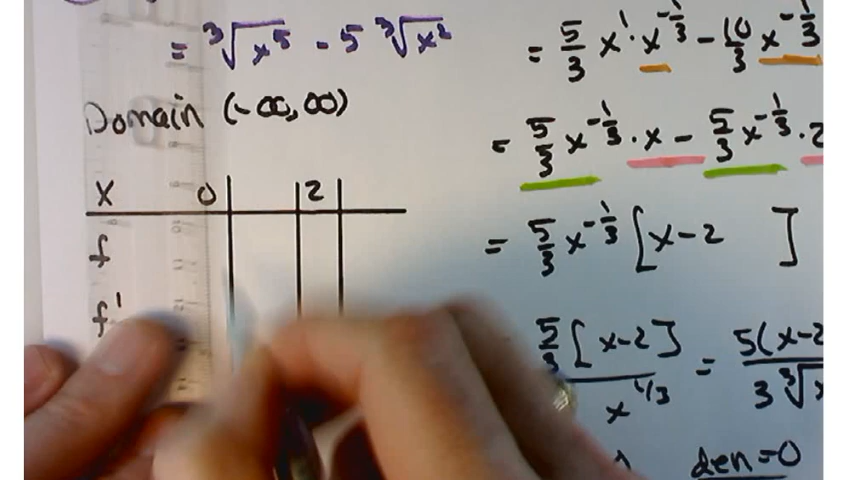 = ∛x⁵ - 5 ∛x²
Domain (-∞,∞)
x 0 2
f
f'
= 5/3 x¹·x^(-1/3) - 10/3 x^(-1/3)
= 5/3 x^(-1/3) · x - 5/3 x^(-1/3) · 2
= 5/3 x^(-1/3) [x-2 ]
5/3 [x-2] / x^(1/3) = 5(x-2 / 3 ∛x
den=0